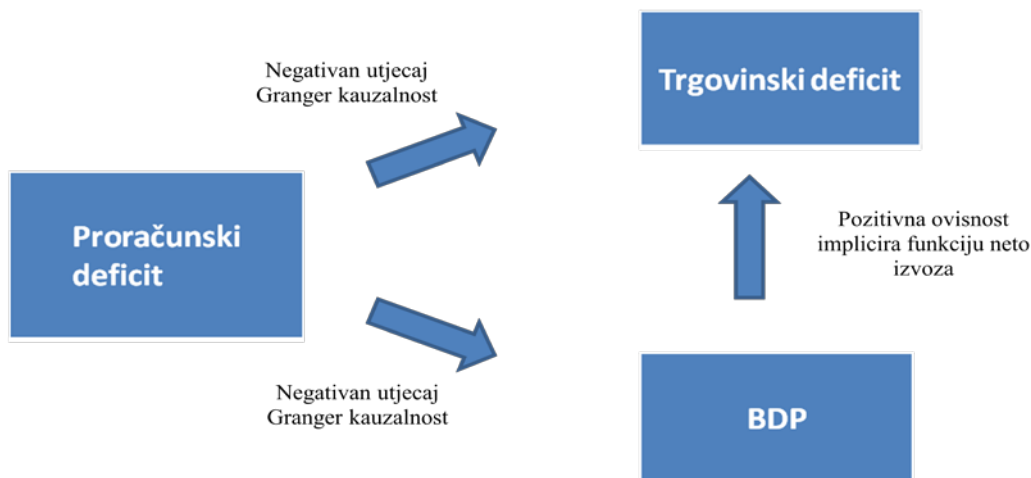 Negativan utjecaj
Granger kauzalnost
Trgovinski deficit
Proračunski
deficit
Pozitivna ovisnost
implicira funkciju neto
izvoza
Negativan utjecaj
Granger kauzalnost
BDP